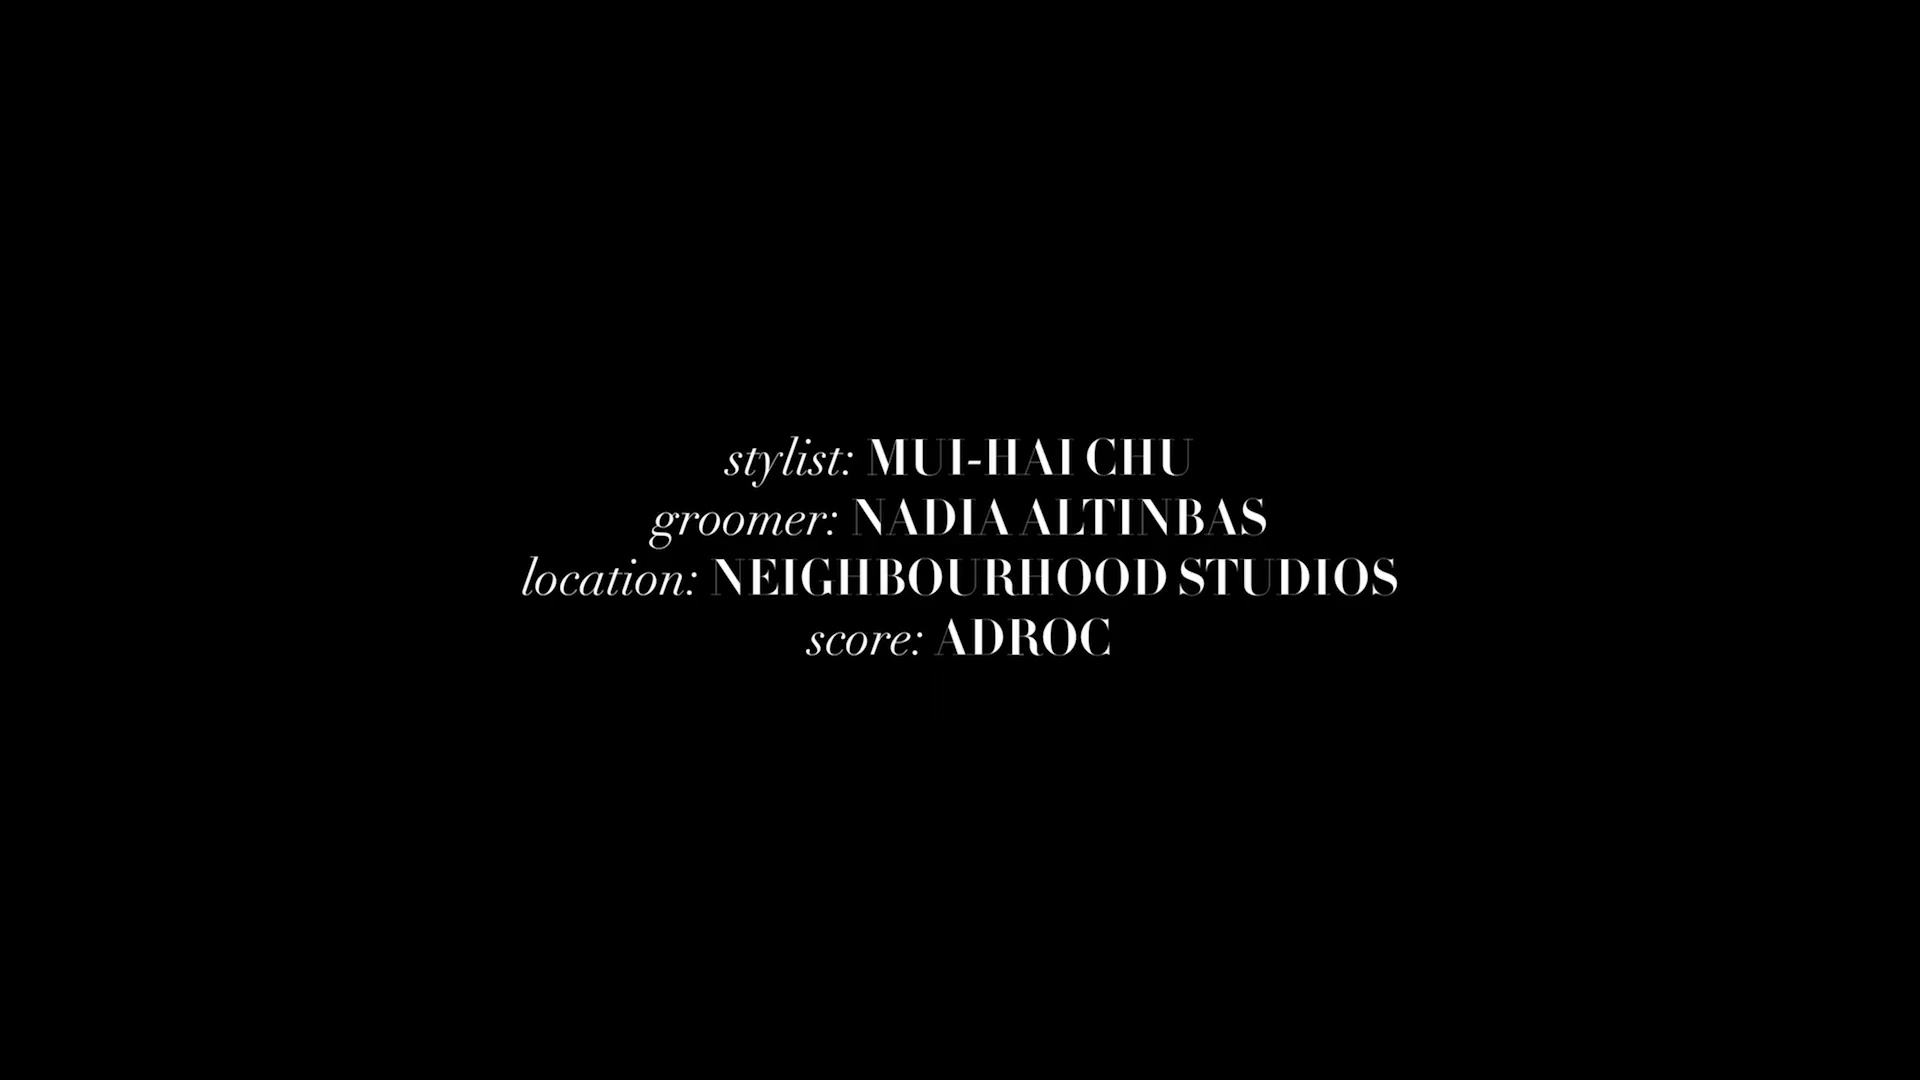 stylist: MUI-HAI CHU
groomer: NADIA ALTINBAS
location: NEIGHBOURHOOD STUDIOS
score: ADROC